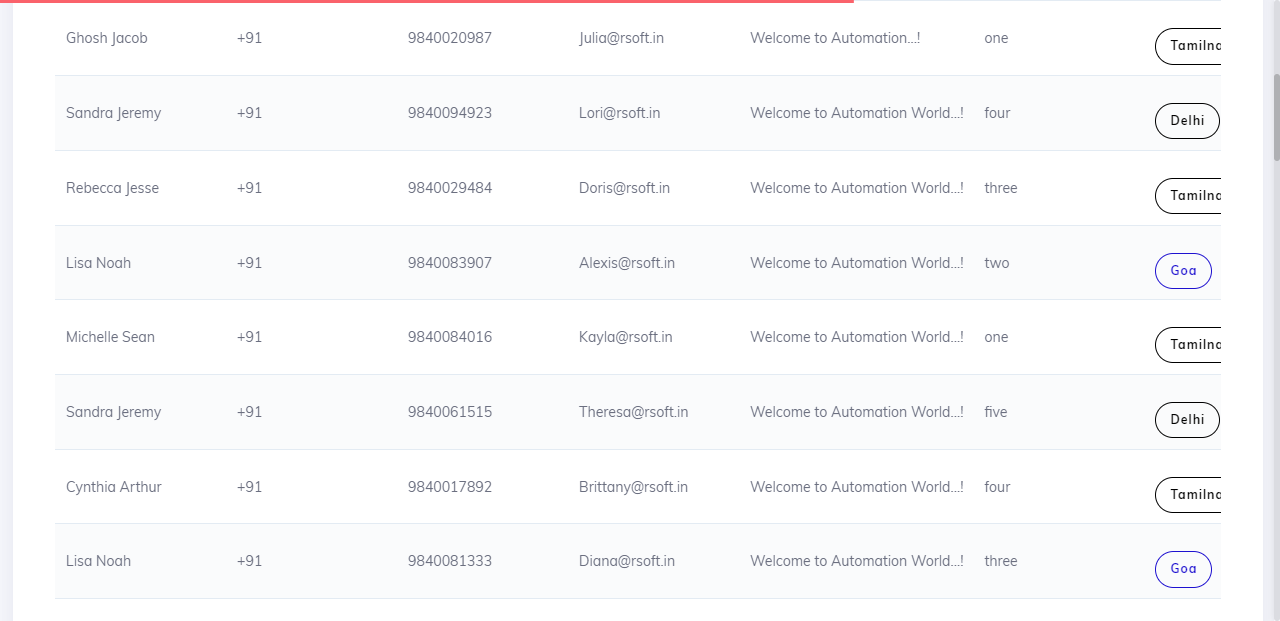 Ghosh Jacob +91 9840020987 Julia@rsoft.in Welcome to Automation...! one Tamilna
Sandra Jeremy +91 9840094923 Lori@rsoft.in Welcome to Automation World...! four Delhi
Rebecca Jesse +91 9840029484 Doris@rsoft.in Welcome to Automation World...! three Tamilna
Lisa Noah +91 9840083907 Alexis@rsoft.in Welcome to Automation World...! two Goa
Michelle Sean +91 9840084016 Kayla@rsoft.in Welcome to Automation World...! one Tamilna
Sandra Jeremy +91 9840061515 Theresa@rsoft.in Welcome to Automation World...! five Delhi
Cynthia Arthur +91 9840017892 Brittany@rsoft.in Welcome to Automation World...! four Tamilna
Lisa Noah +91 9840081333 Diana@rsoft.in Welcome to Automation World...! three Goa